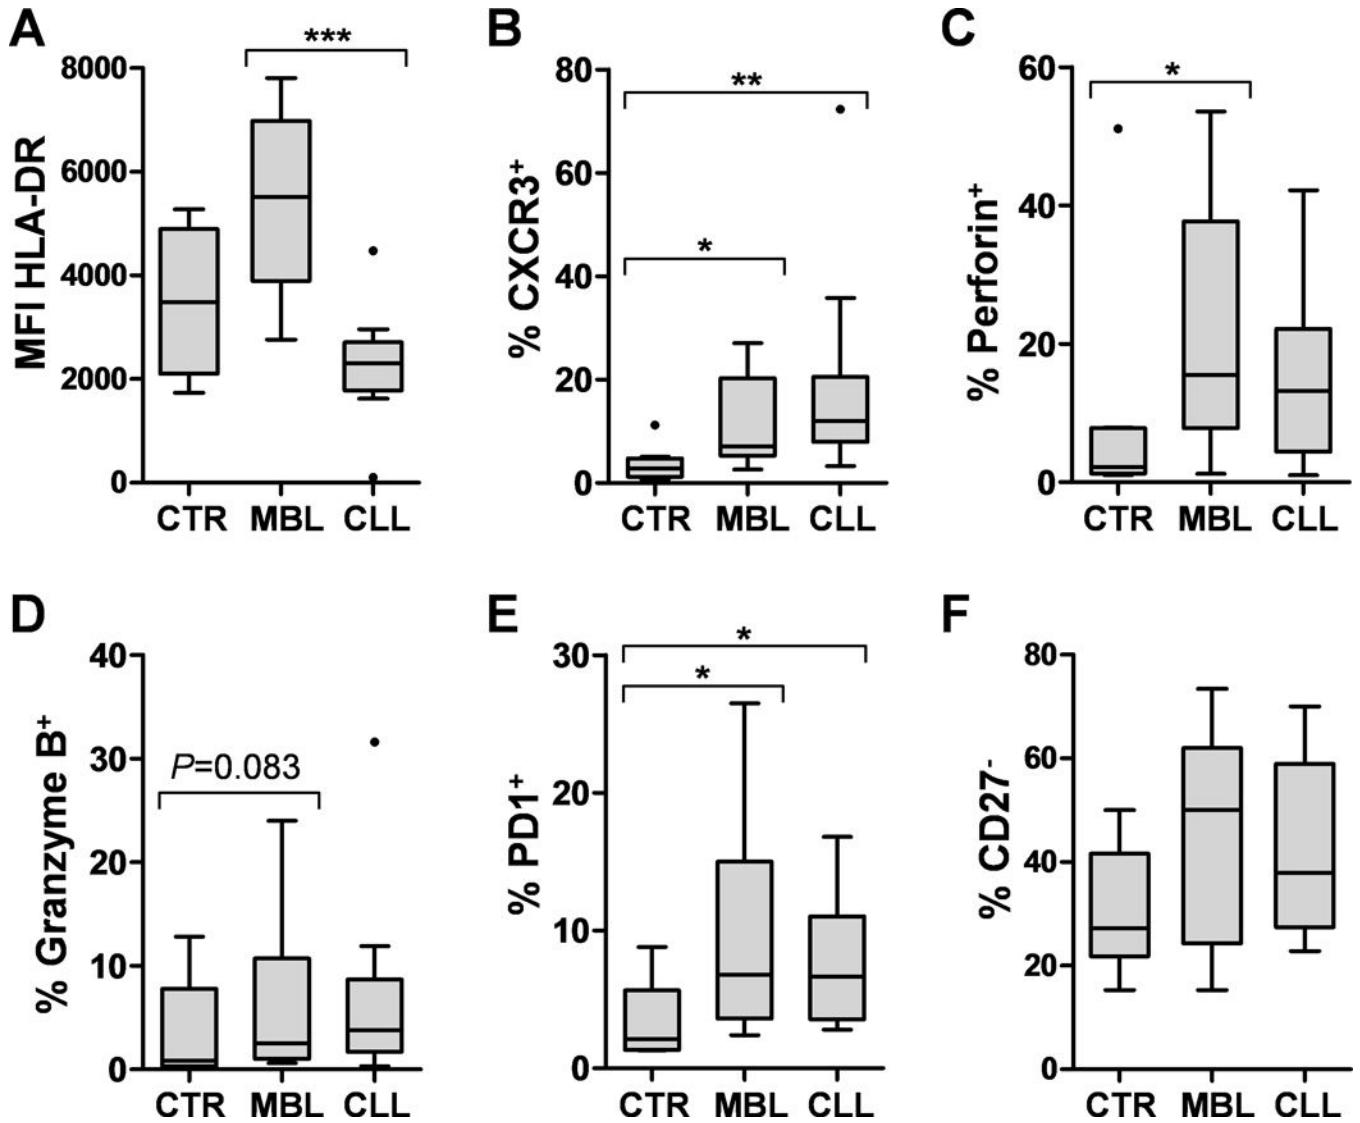 A
MFI HLA-DR
***
8000
6000
4000
2000
0
CTR MBL CLL
B
% CXCR3+
**
*
80
60
40
20
0
CTR MBL CLL
C
% Perforin+
*
60
40
20
0
CTR MBL CLL
D
% Granzyme B+
P=0.083
40
30
20
10
0
CTR MBL CLL
E
% PD1+
*
*
30
20
10
0
CTR MBL CLL
F
% CD27-
80
60
40
20
0
CTR MBL CLL